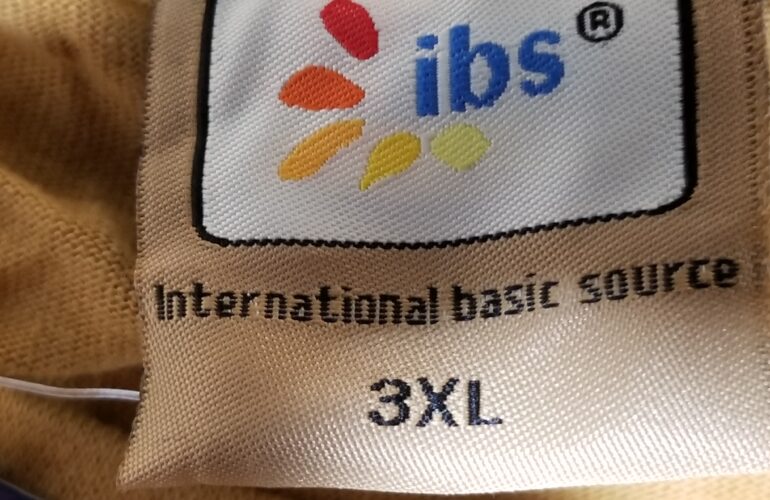 ibs®
International basic source
3XL